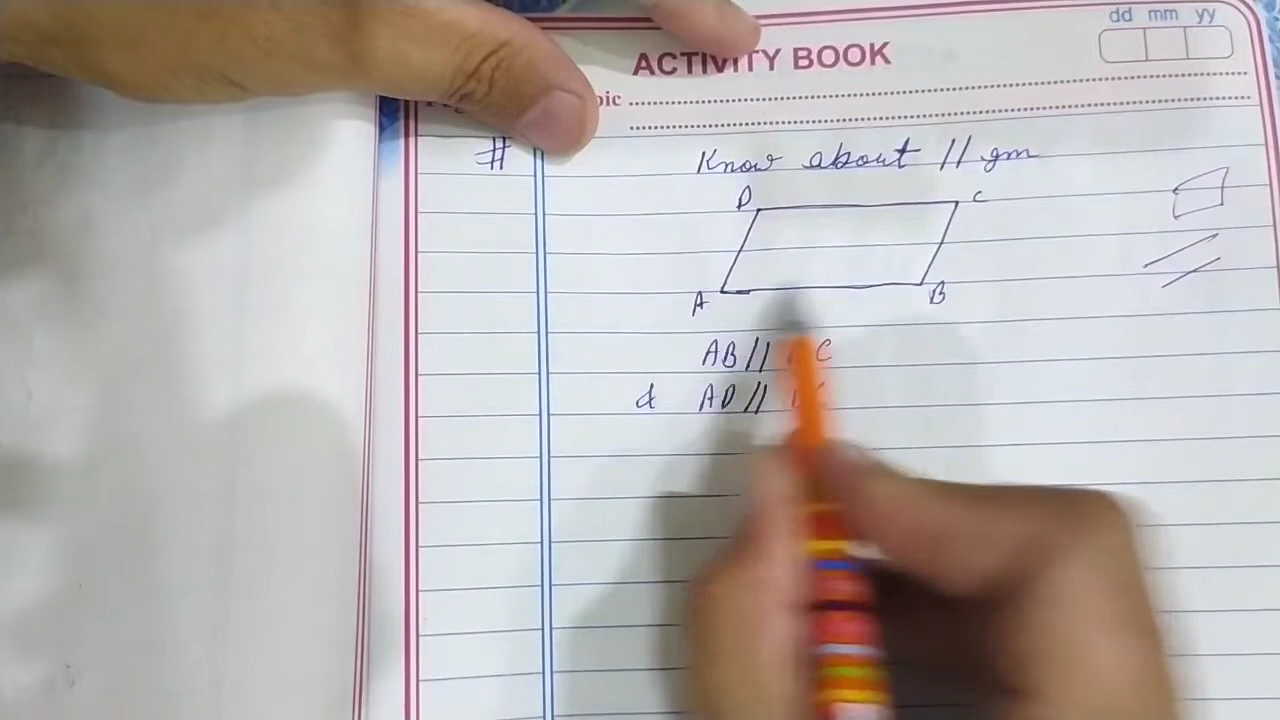 dd mm yy
ACTIVITY BOOK
# Know about // gm
D C
A B
AB //
& AD //